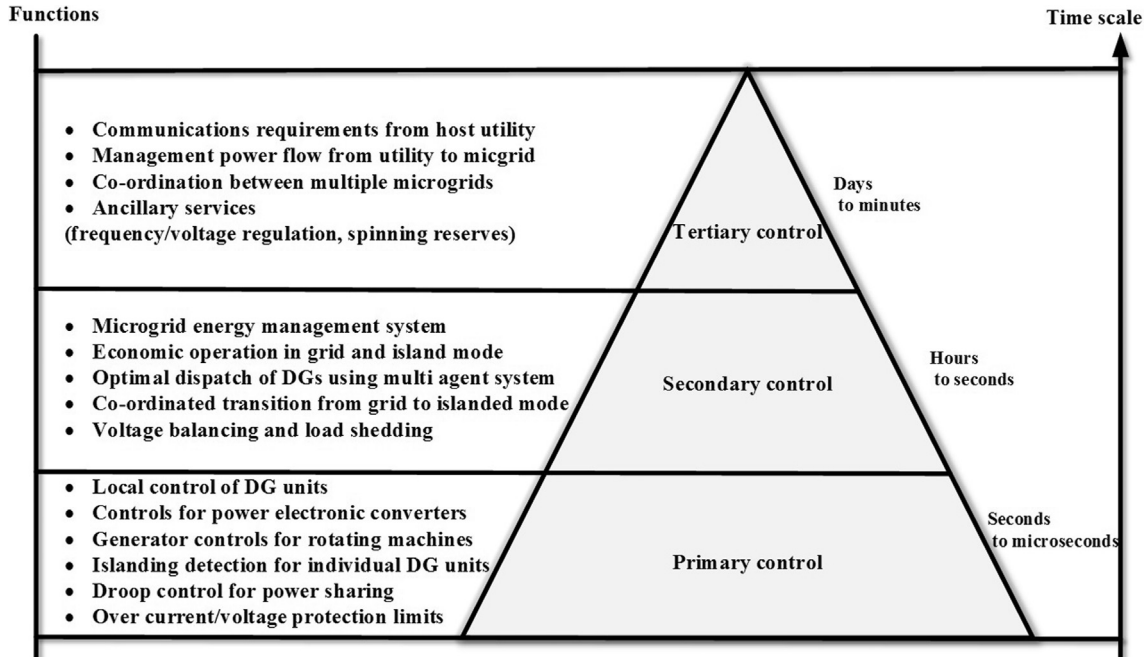 Functions
Time scale
• Communications requirements from host utility
• Management power flow from utility to micgrid
• Co-ordination between multiple microgrids
• Ancillary services
(frequency/voltage regulation, spinning reserves)
Tertiary control
Days
to minutes
• Microgrid energy management system
• Economic operation in grid and island mode
• Optimal dispatch of DGs using multi agent system
• Co-ordinated transition from grid to islanded mode
• Voltage balancing and load shedding
Secondary control
Hours
to seconds
• Local control of DG units
• Controls for power electronic converters
• Generator controls for rotating machines
• Islanding detection for individual DG units
• Droop control for power sharing
• Over current/voltage protection limits
Primary control
Seconds
to microseconds